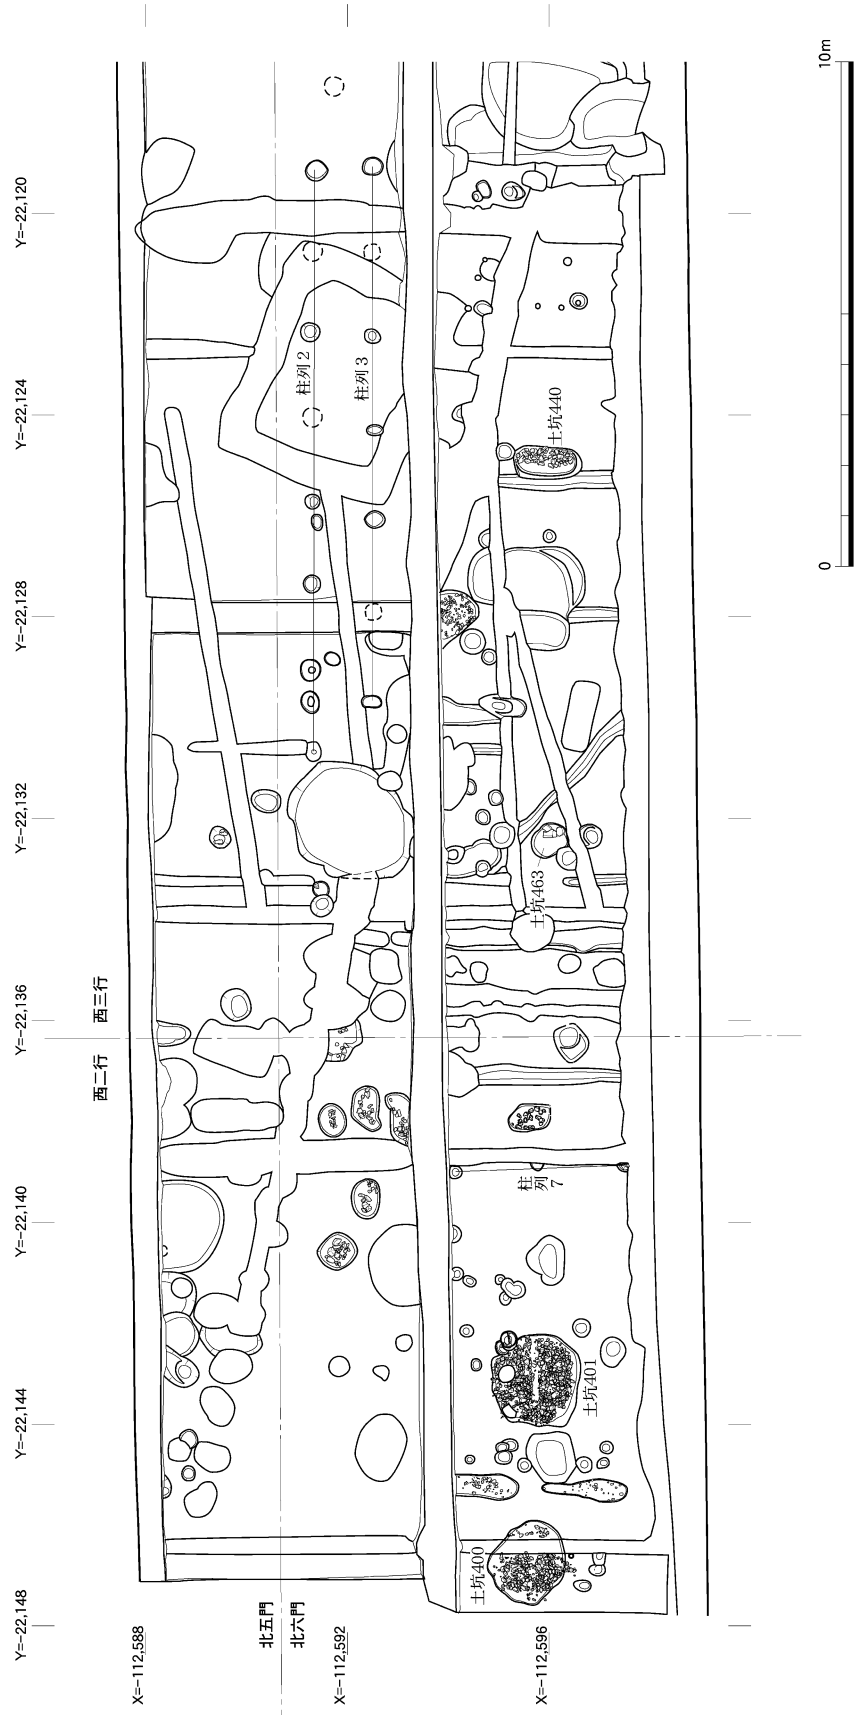 10m
0
Y=-22,120
Y=-22,124
Y=-22,128
Y=-22,132
Y=-22,136
Y=-22,140
Y=-22,144
Y=-22,148
X=-112,588
X=-112,592
X=-112,596
西三行
西二行
北五門
北六門
柱列2
柱列3
土坑440
土坑463
柱列
7
土坑401
土坑400